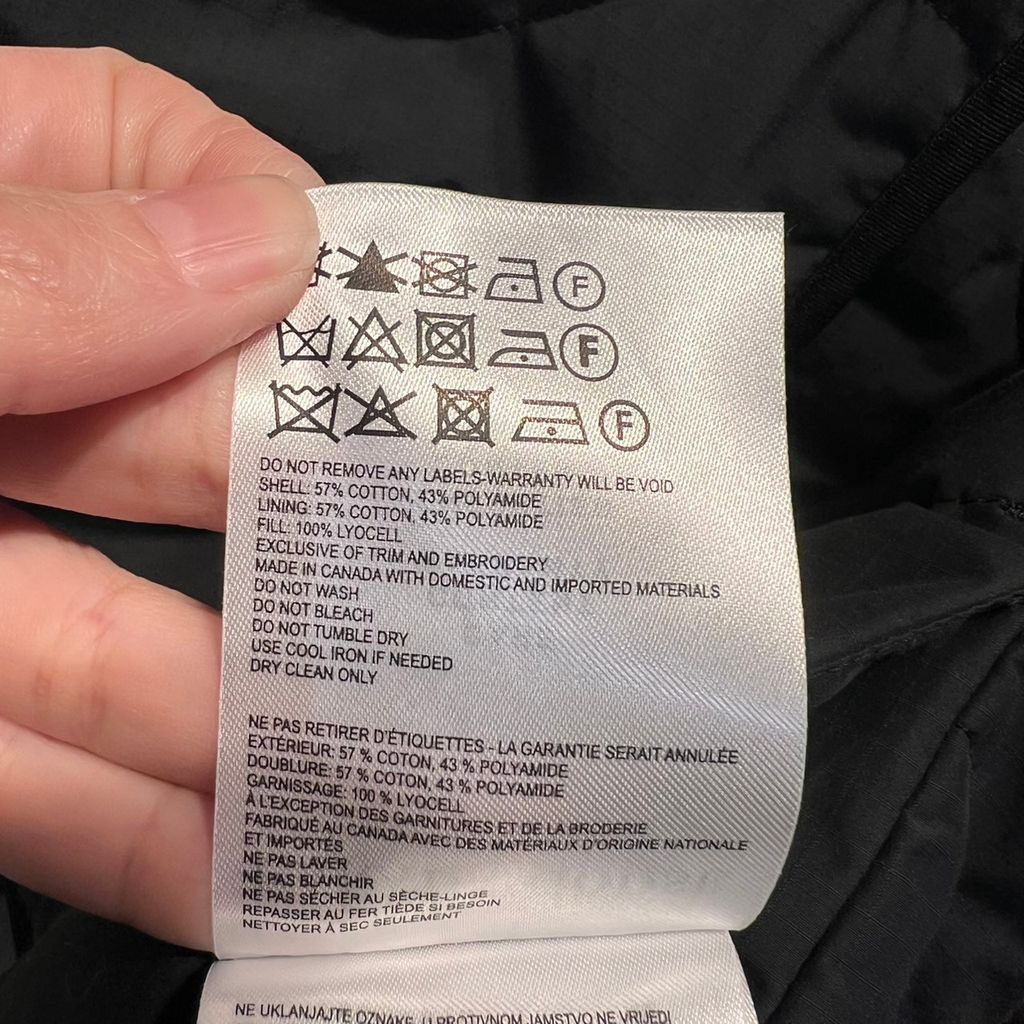 F
F
F
DO NOT REMOVE ANY LABELS-WARRANTY WILL BE VOID
SHELL: 57% COTTON, 43% POLYAMIDE
LINING: 57% COTTON, 43% POLYAMIDE
FILL: 100% LYOCELL
EXCLUSIVE OF TRIM AND EMBROIDERY
MADE IN CANADA WITH DOMESTIC AND IMPORTED MATERIALS
DO NOT WASH
DO NOT BLEACH
DO NOT TUMBLE DRY
USE COOL IRON IF NEEDED
DRY CLEAN ONLY
NE PAS RETIRER D'ÉTIQUETTES - LA GARANTIE SERAIT ANNULÉE
EXTÉRIEUR: 57 % COTON, 43 % POLYAMIDE
DOUBLURE: 57 % COTON, 43 % POLYAMIDE
GARNISSAGE: 100 % LYOCELL
À L'EXCEPTION DES GARNITURES ET DE LA BRODERIE
FABRIQUÉ AU CANADA AVEC DES MATÉRIAUX D'ORIGINE NATIONALE
ET IMPORTÉS
NE PAS LAVER
NE PAS BLANCHIR
NE PAS SÉCHER AU SÈCHE-LINGE
REPASSER AU FER TIÈDE SI BESOIN
NETTOYER À SEC SEULEMENT
NE UKLANJAJTE OZNAKE, U PROTIVNOM JAMSTVO NE VRIJEDI